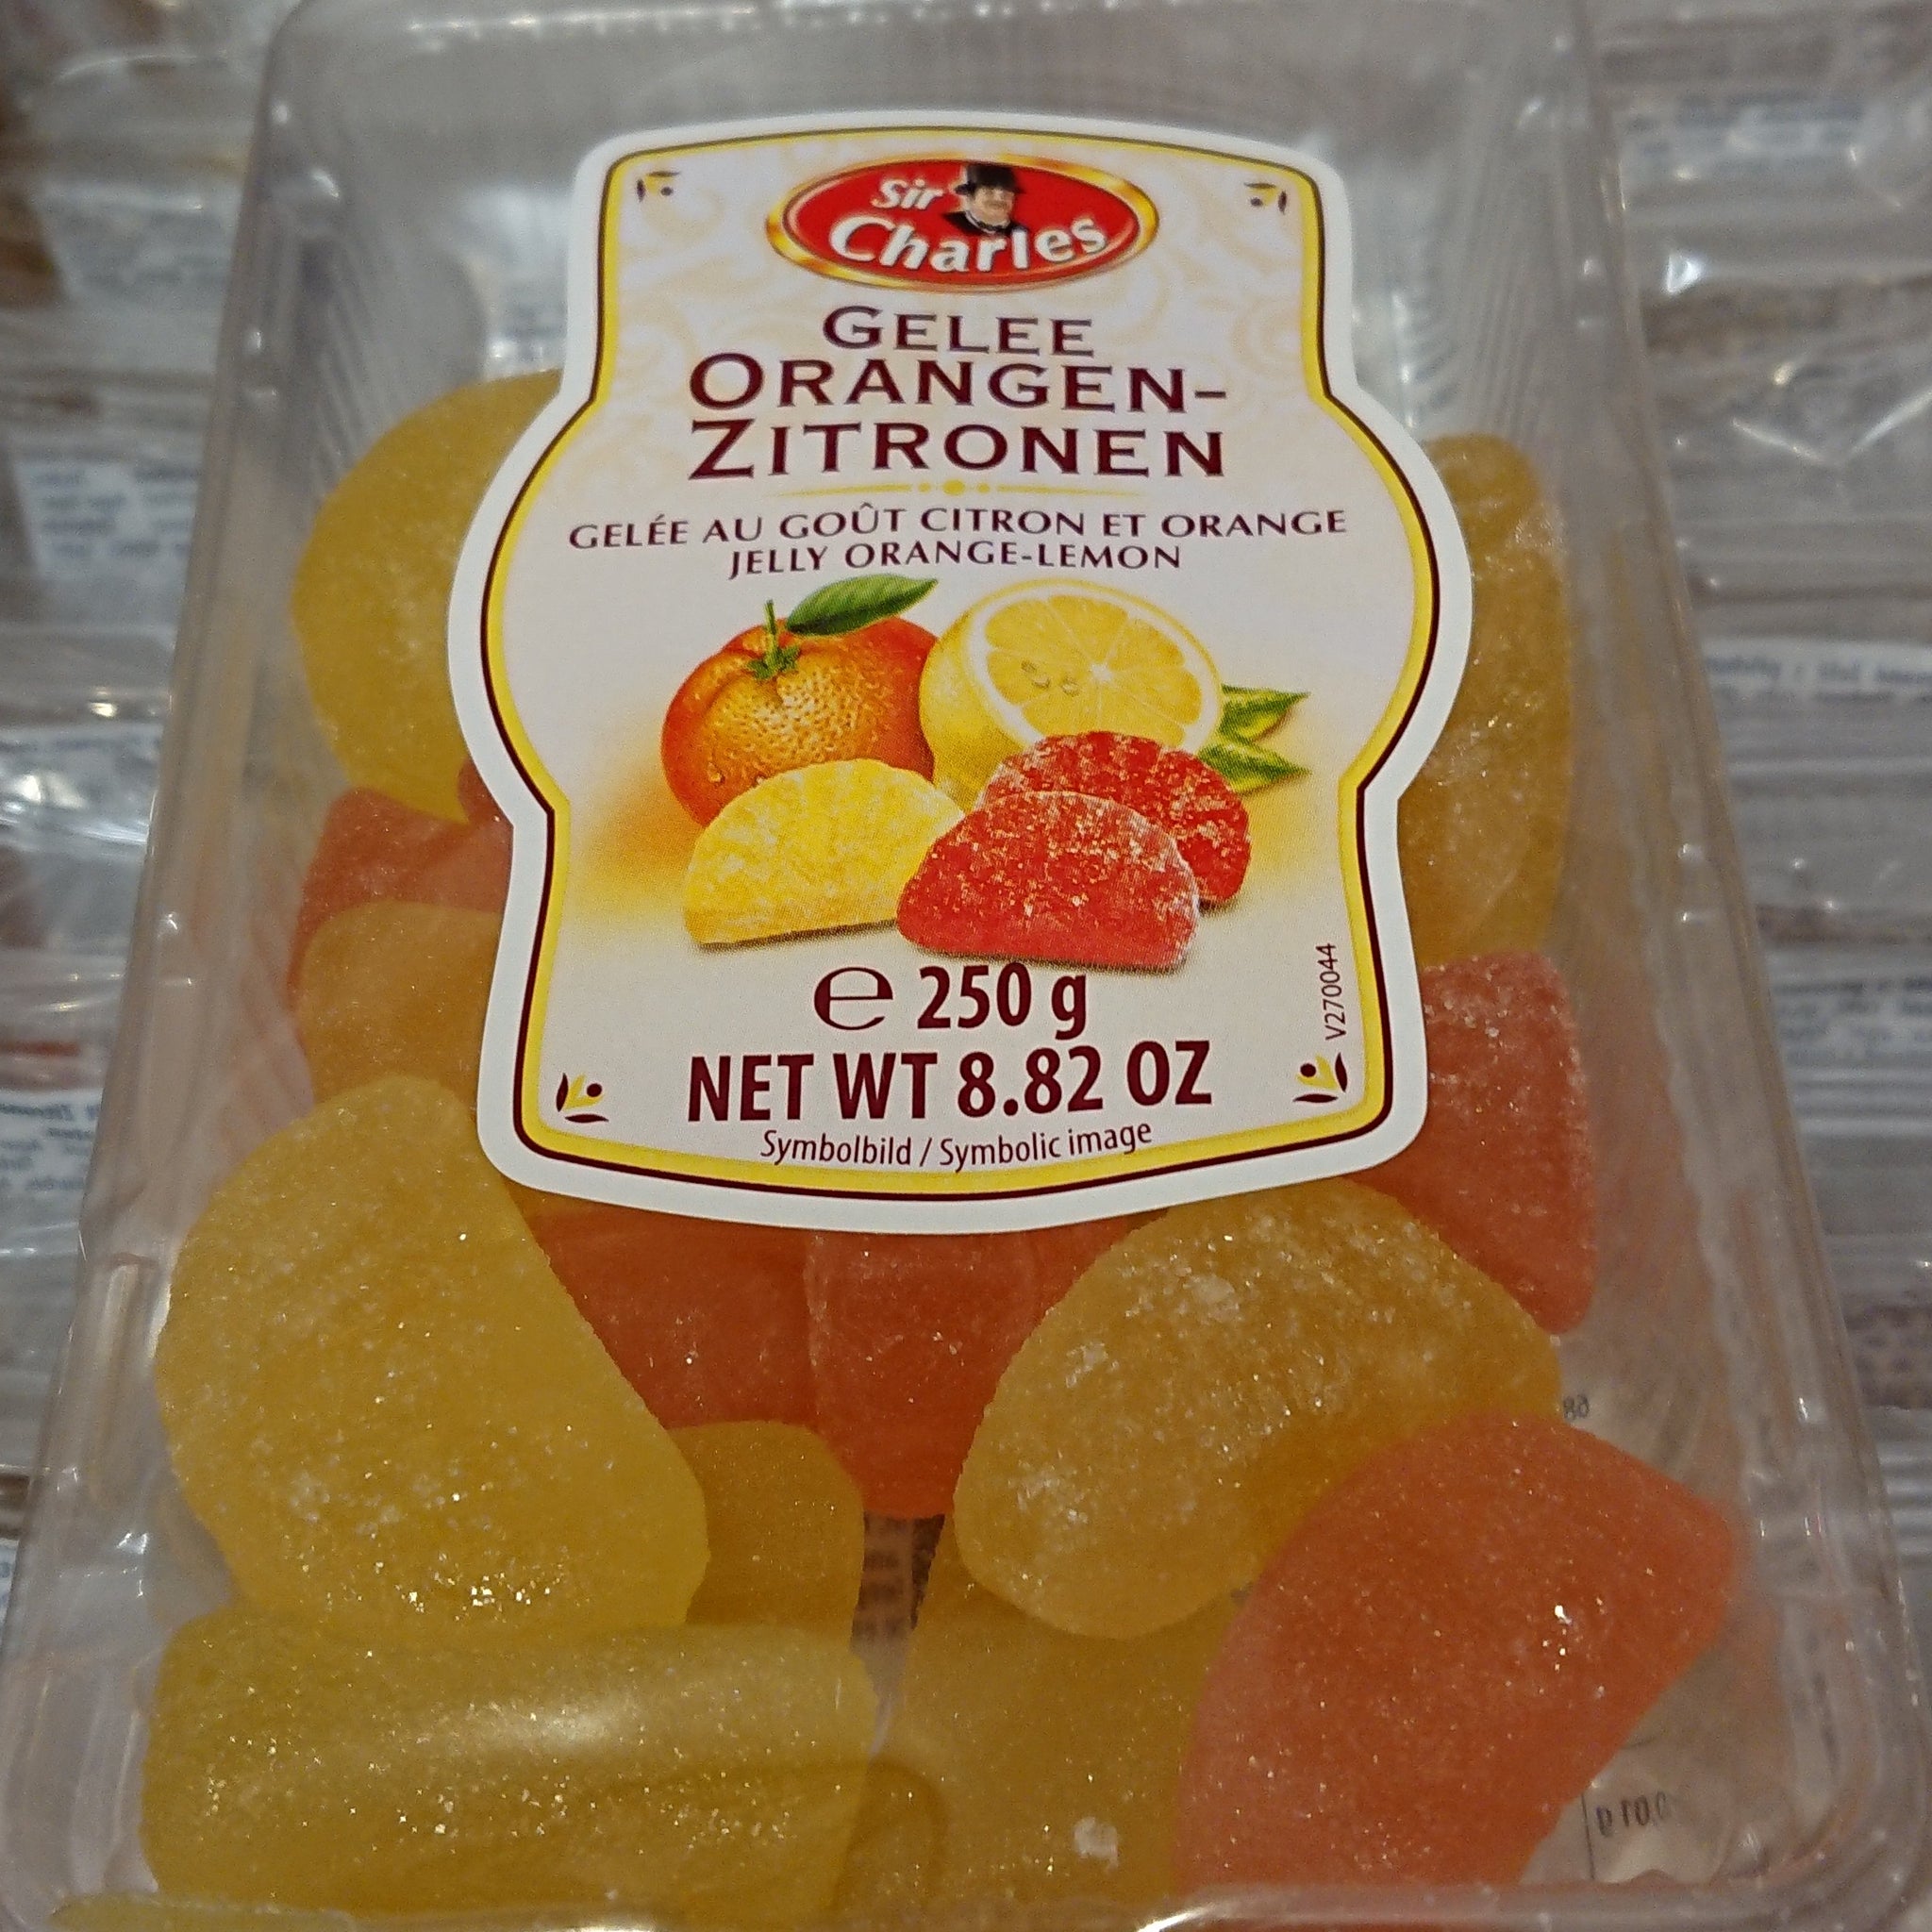 Sir
Charles
GELEE
ORANGEN-
ZITRONEN
GELÉE AU GOÛT CITRON ET ORANGE
JELLY ORANGE-LEMON
℮ 250 g
NET WT 8.82 OZ
Symbolbild / Symbolic image
V270044